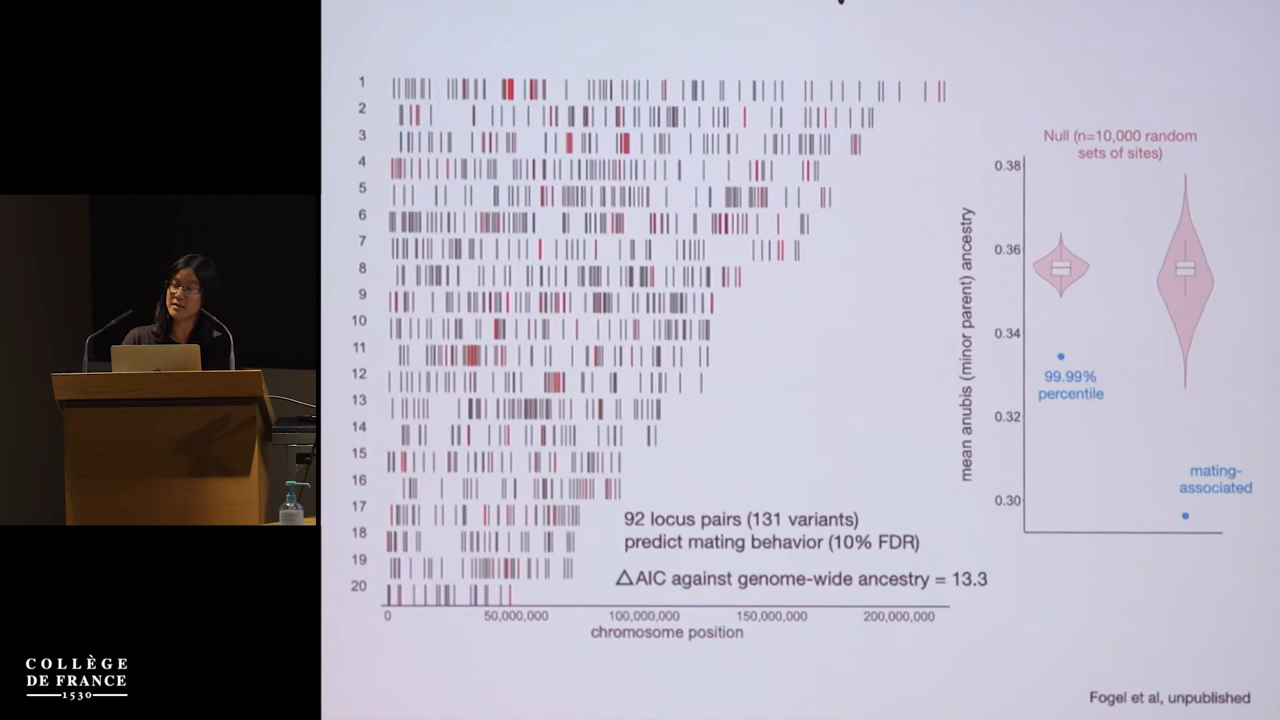 1
2
3
4
5
6
7
8
9
10
11
12
13
14
15
16
17
18
19
20
0 50,000,000 100,000,000 150,000,000 200,000,000
chromosome position
92 locus pairs (131 variants)
predict mating behavior (10% FDR)
△AIC against genome-wide ancestry = 13.3
Null (n=10,000 random
sets of sites)
mean anubis (minor parent) ancestry
0.38
0.36
0.34
0.32
0.30
99.99%
percentile
mating-
associated
Fogel et al, unpublished
COLLÈGE
DE FRANCE
1530